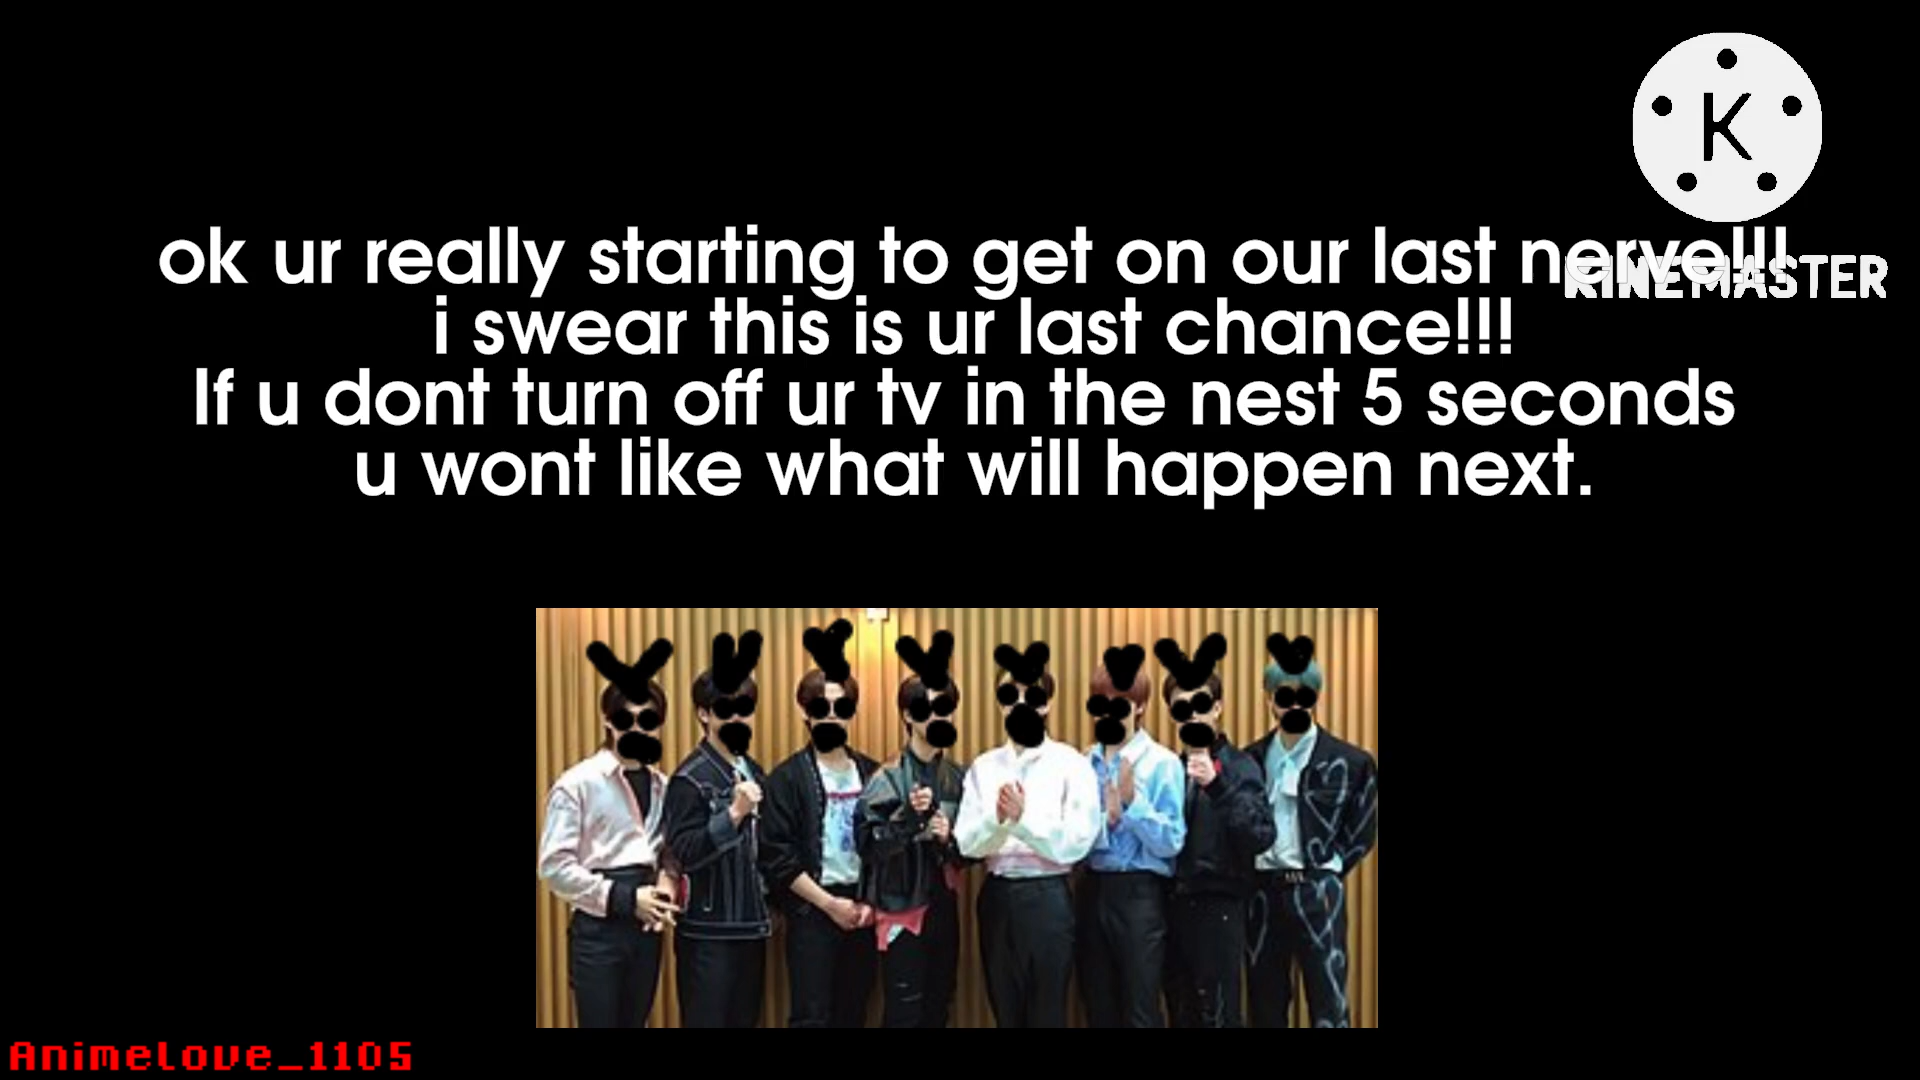 K
ok ur really starting to get on our last nerve!!!
KINEMASTER
i swear this is ur last chance!!!
If u dont turn off ur tv in the nest 5 seconds
u wont like what will happen next.
AnimeLove_1105